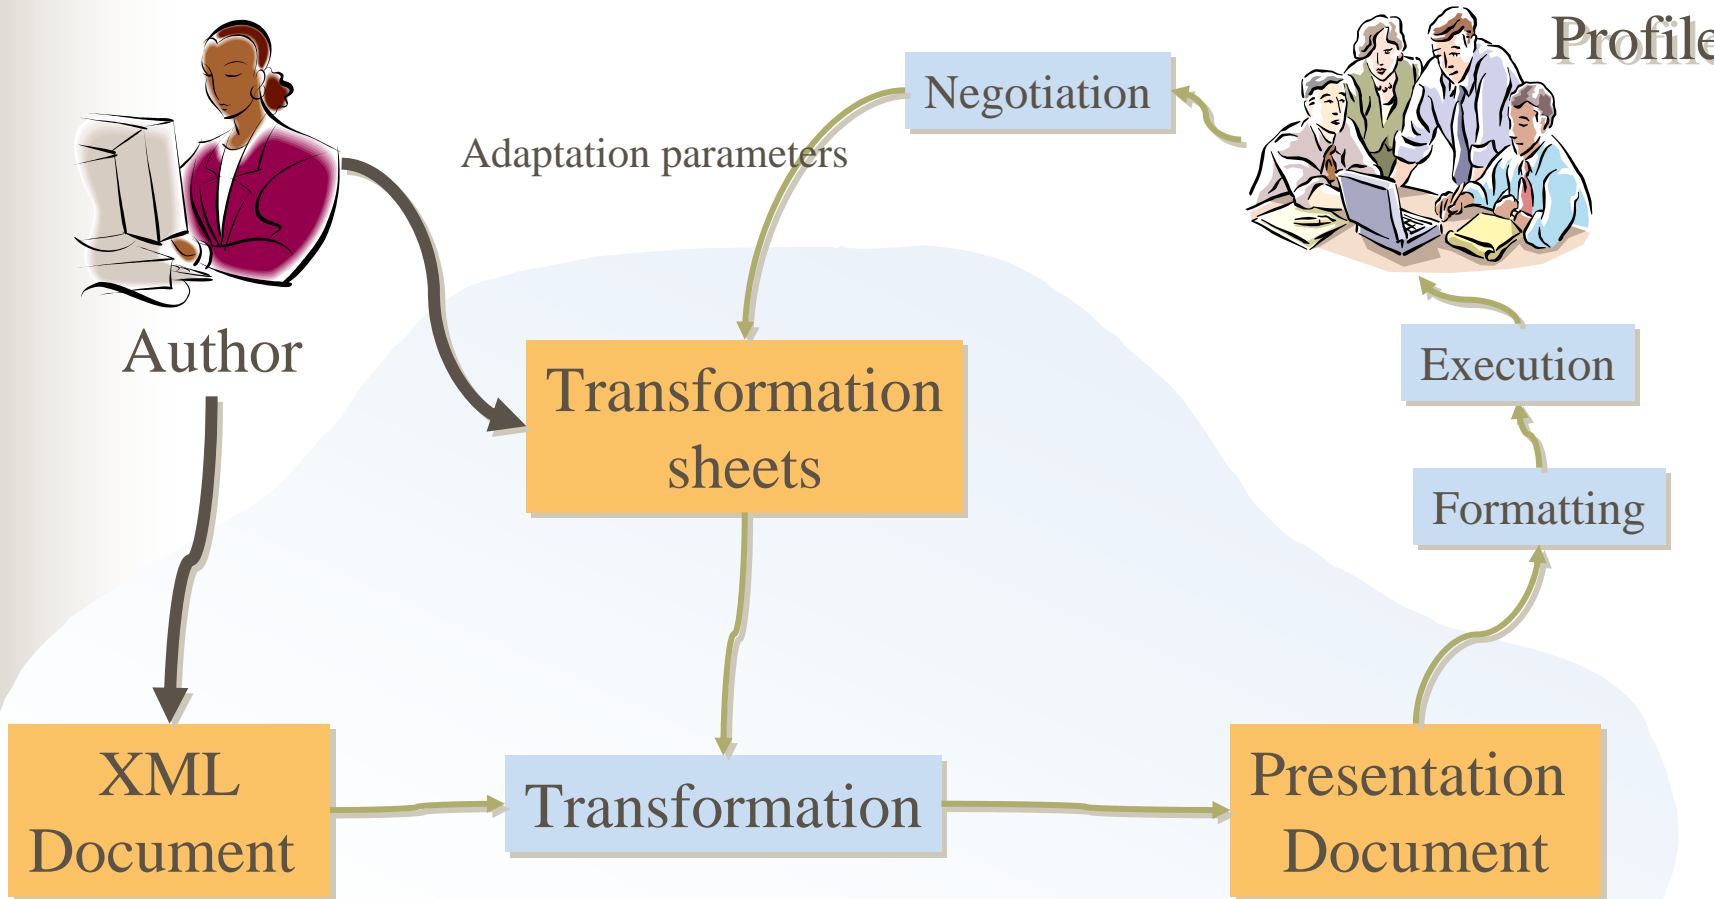 Profile
Negotiation
Adaptation parameters
Author
Transformation
sheets
Execution
Formatting
XML
Document
Transformation
Presentation
Document